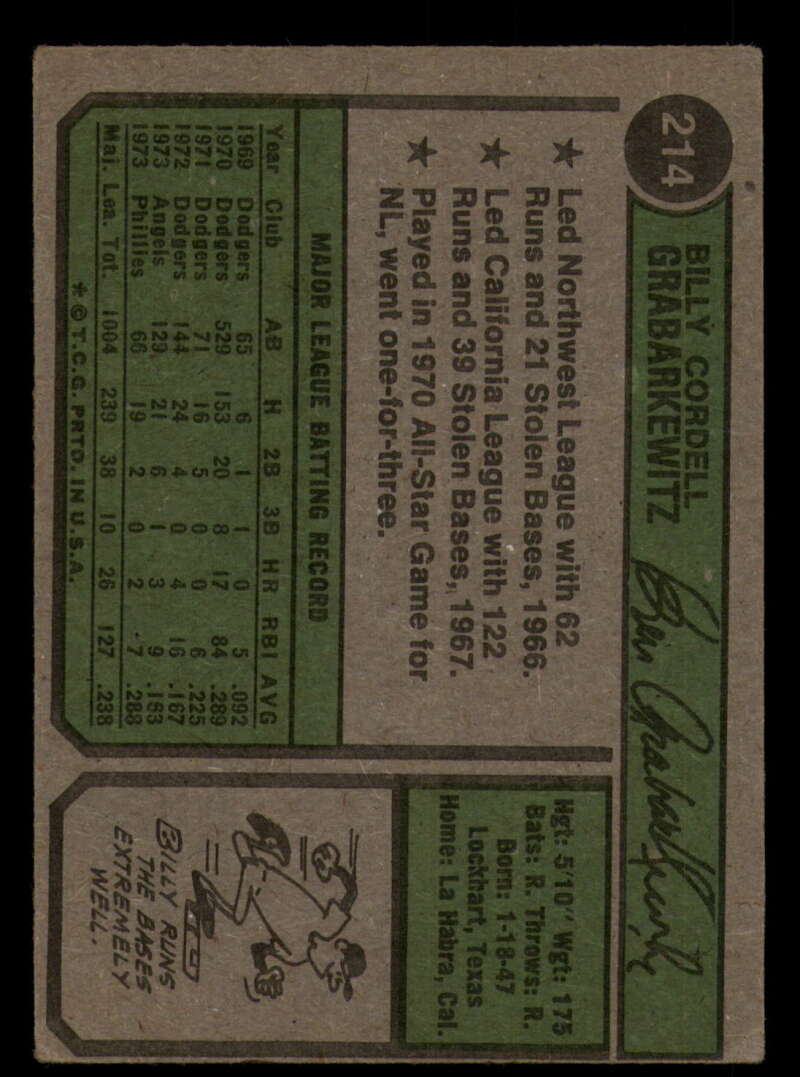 214
BILLY CORDELL
GRABARKEWITZ
★ Led Northwest League with 62
Runs and 21 Stolen Bases, 1966.
★ Led California League with 122
Runs and 39 Stolen Bases, 1967.
★ Played in 1970 All-Star Game for
NL, went one-for-three.
MAJOR LEAGUE BATTING RECORD
Year Club AB H 2B 3B HR RBI AVG
1969 Dodgers 65 6 1 1 0 5 .092
1970 Dodgers 529 153 20 8 17 84 .289
1971 Dodgers 71 16 5 0 0 6 .225
1972 Dodgers 144 24 4 0 4 16 .167
1973 Angels 129 21 6 1 3 9 .163
1973 Phillies 66 19 2 0 2 7 .288
Maj. Lea. Tot. 1004 239 38 10 26 127 .238
* © T.C.G. PRTD. IN U.S.A.
Hgt: 5'10" Wgt: 175
Bats: R. Throws: R.
Born: 1-18-47
Lockhart, Texas
Home: La Habra, Cal.
BILLY RUNS
THE BASES
EXTREMELY
WELL.